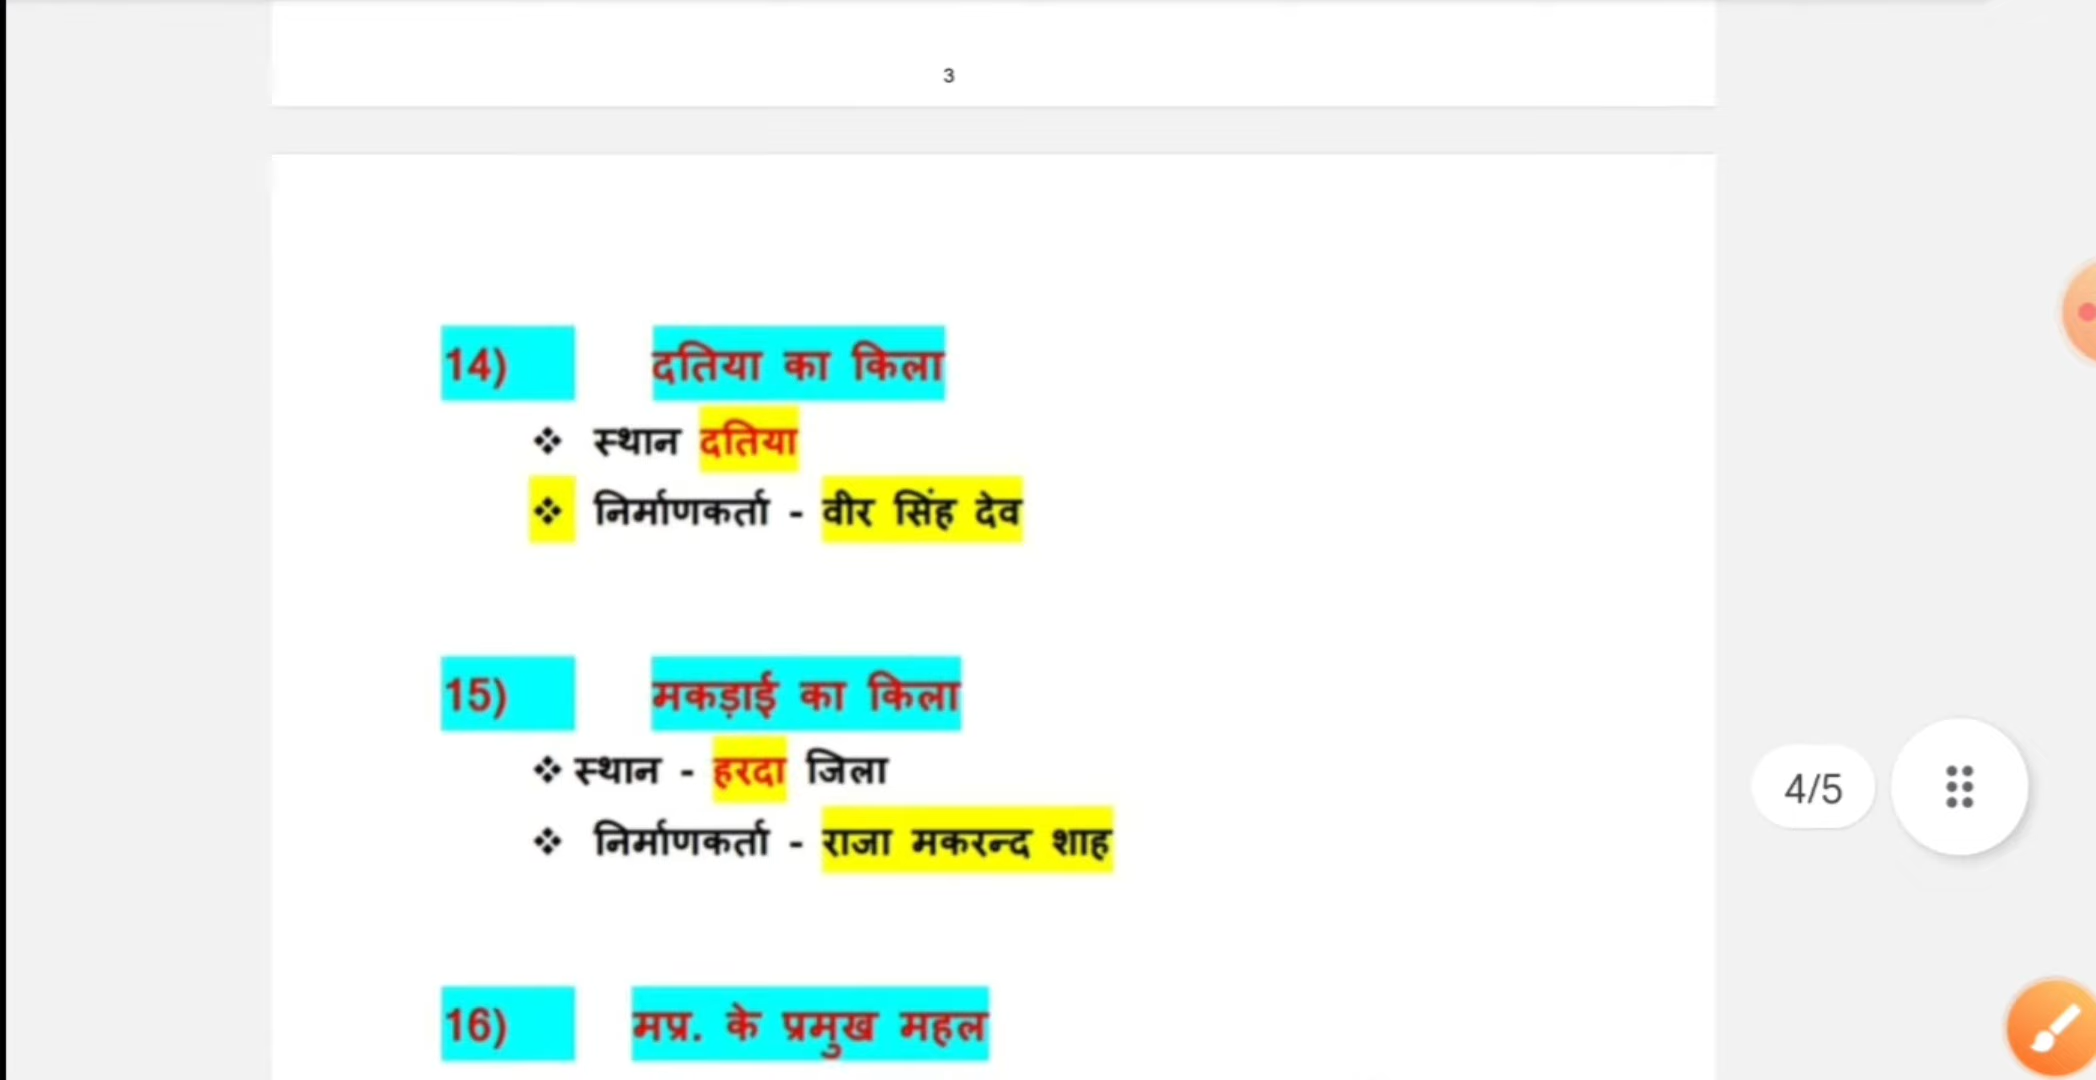 3
14) दतिया का किला
❖ स्थान दतिया
❖ निर्माणकर्ता - वीर सिंह देव
15) मकड़ाई का किला
❖ स्थान - हरदा जिला
❖ निर्माणकर्ता - राजा मकरन्द शाह
4/5
16) मप्र. के प्रमुख महल